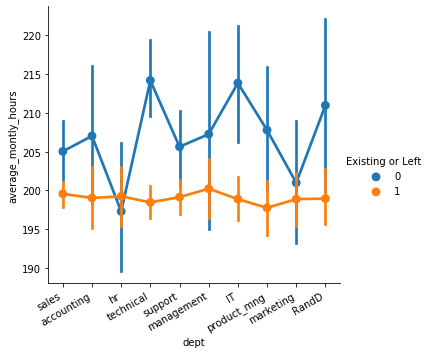 220
215
210
205
200
195
190
average_montly_hours
sales
accounting
hr
technical
support
management
IT
product_mng
marketing
RandD
dept
Existing or Left
0
1